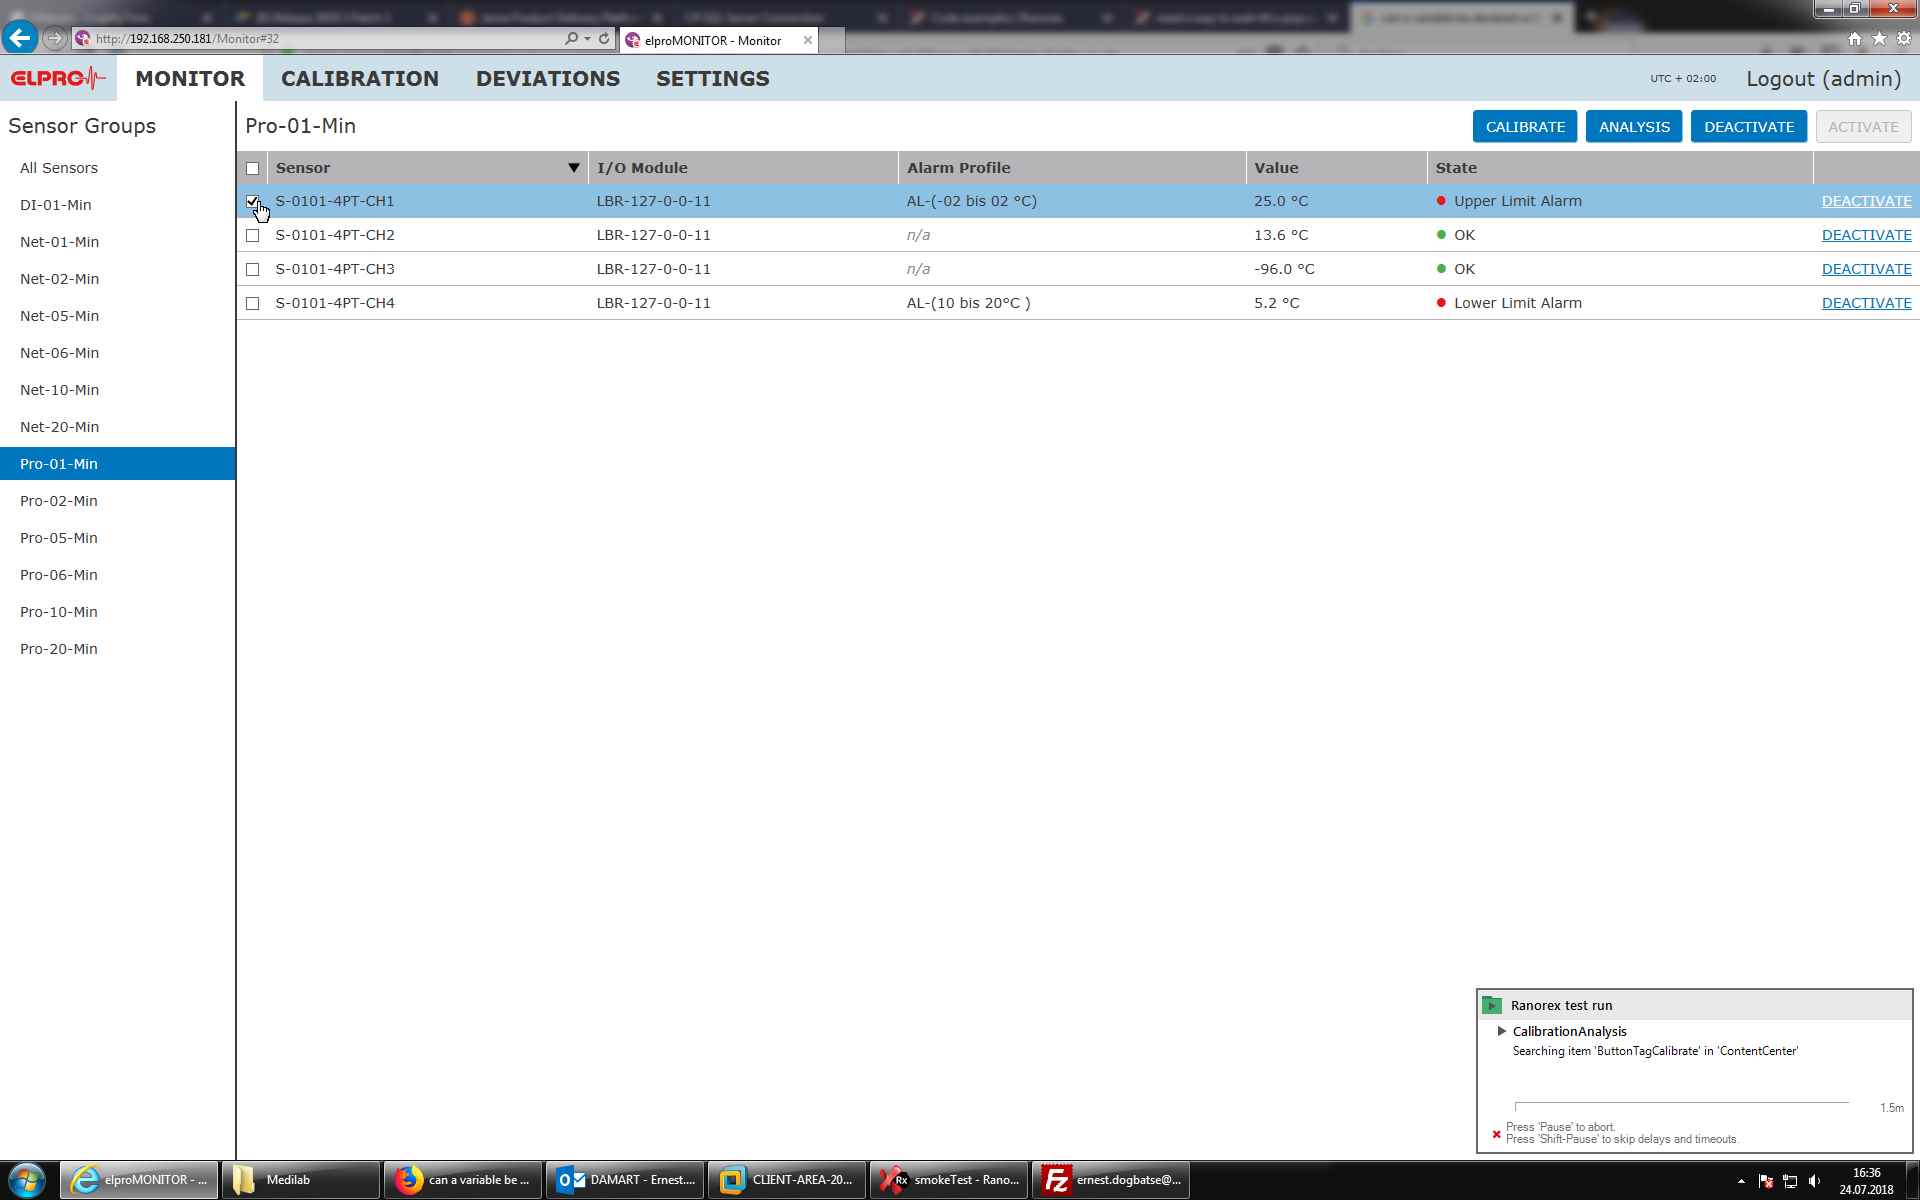 http://192.168.250.181/Monitor#32
elproMONITOR - Monitor
ELPRO
MONITOR
CALIBRATION
DEVIATIONS
SETTINGS
UTC + 02:00
Logout (admin)
Sensor Groups
Pro-01-Min
CALIBRATE
ANALYSIS
DEACTIVATE
ACTIVATE
All Sensors
DI-01-Min
Net-01-Min
Net-02-Min
Net-05-Min
Net-06-Min
Net-10-Min
Net-20-Min
Pro-01-Min
Pro-02-Min
Pro-05-Min
Pro-06-Min
Pro-10-Min
Pro-20-Min
Sensor I/O Module Alarm Profile Value State
S-0101-4PT-CH1 LBR-127-0-0-11 AL-(-02 bis 02 °C) 25.0 °C Upper Limit Alarm DEACTIVATE
S-0101-4PT-CH2 LBR-127-0-0-11 n/a 13.6 °C OK DEACTIVATE
S-0101-4PT-CH3 LBR-127-0-0-11 n/a -96.0 °C OK DEACTIVATE
S-0101-4PT-CH4 LBR-127-0-0-11 AL-(10 bis 20°C ) 5.2 °C Lower Limit Alarm DEACTIVATE
Ranorex test run
CalibrationAnalysis
Searching item 'ButtonTagCalibrate' in 'ContentCenter'
1.5m
Press 'Pause' to abort.
Press 'Shift-Pause' to skip delays and timeouts.
elproMONITOR - ...
Medilab
can a variable be ...
DAMART - Ernest....
CLIENT-AREA-20...
Rx
smokeTest - Rano...
Fz
ernest.dogbatse@...
16:36
24.07.2018